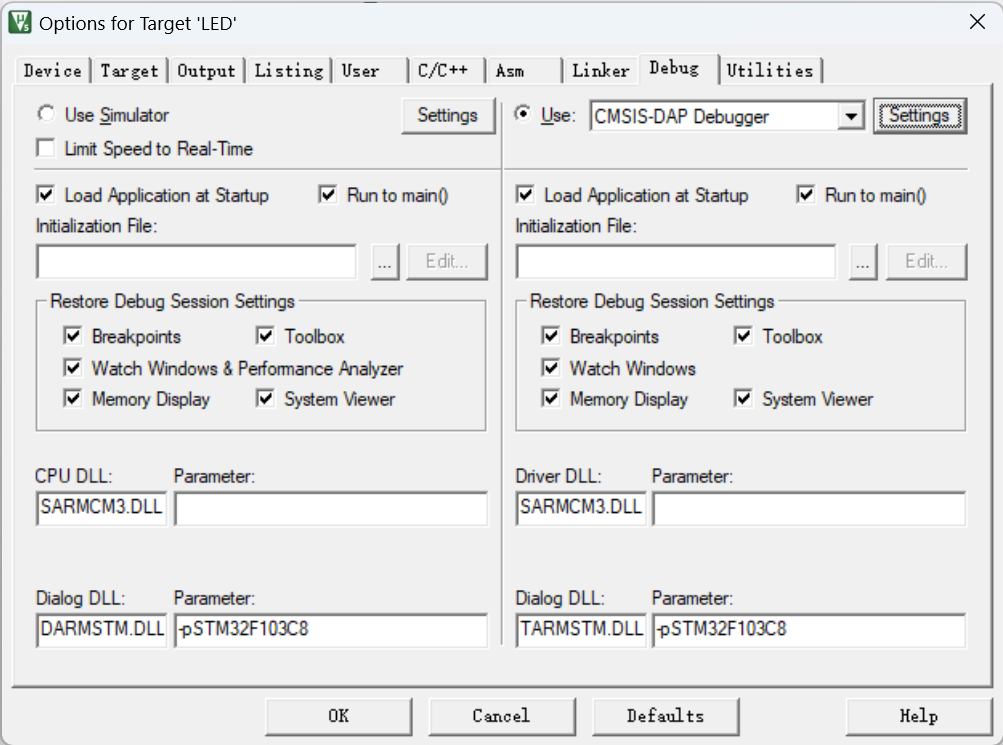 Options for Target 'LED'
Device Target Output Listing User C/C++ Asm Linker Debug Utilities
Use Simulator Settings Use: CMSIS-DAP Debugger Settings
Limit Speed to Real-Time
Load Application at Startup Run to main() Load Application at Startup Run to main()
Initialization File: Initialization File:
... Edit... ... Edit...
Restore Debug Session Settings Restore Debug Session Settings
Breakpoints Toolbox Breakpoints Toolbox
Watch Windows & Performance Analyzer Watch Windows
Memory Display System Viewer Memory Display System Viewer
CPU DLL: Parameter: Driver DLL: Parameter:
SARMCM3.DLL SARMCM3.DLL
Dialog DLL: Parameter: Dialog DLL: Parameter:
DARMSTM.DLL -pSTM32F103C8 TARMSTM.DLL -pSTM32F103C8
OK Cancel Defaults Help